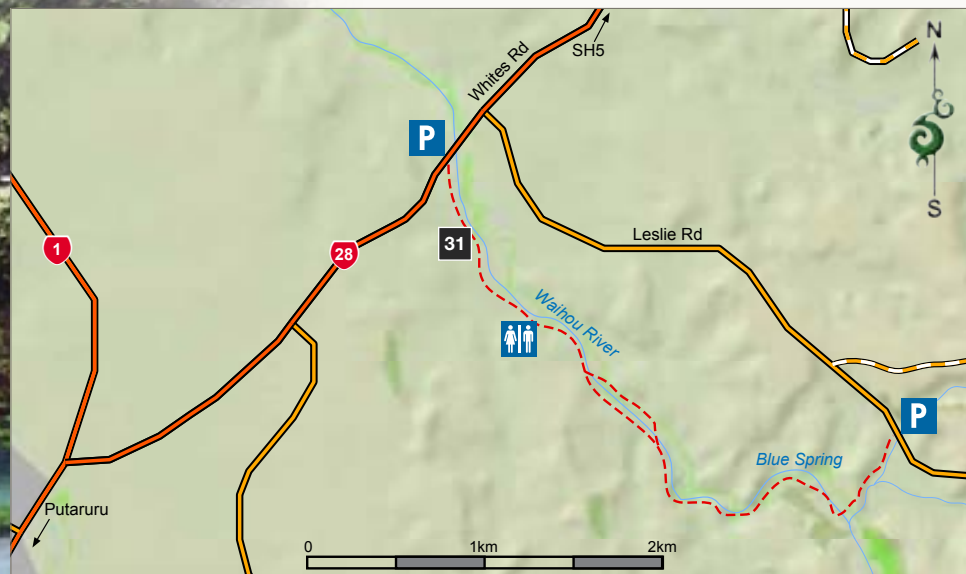 Whites Rd
SH5
N
P
S
31
Leslie Rd
1
28
Waihou River
P
Blue Spring
Putaruru
0 1km 2km